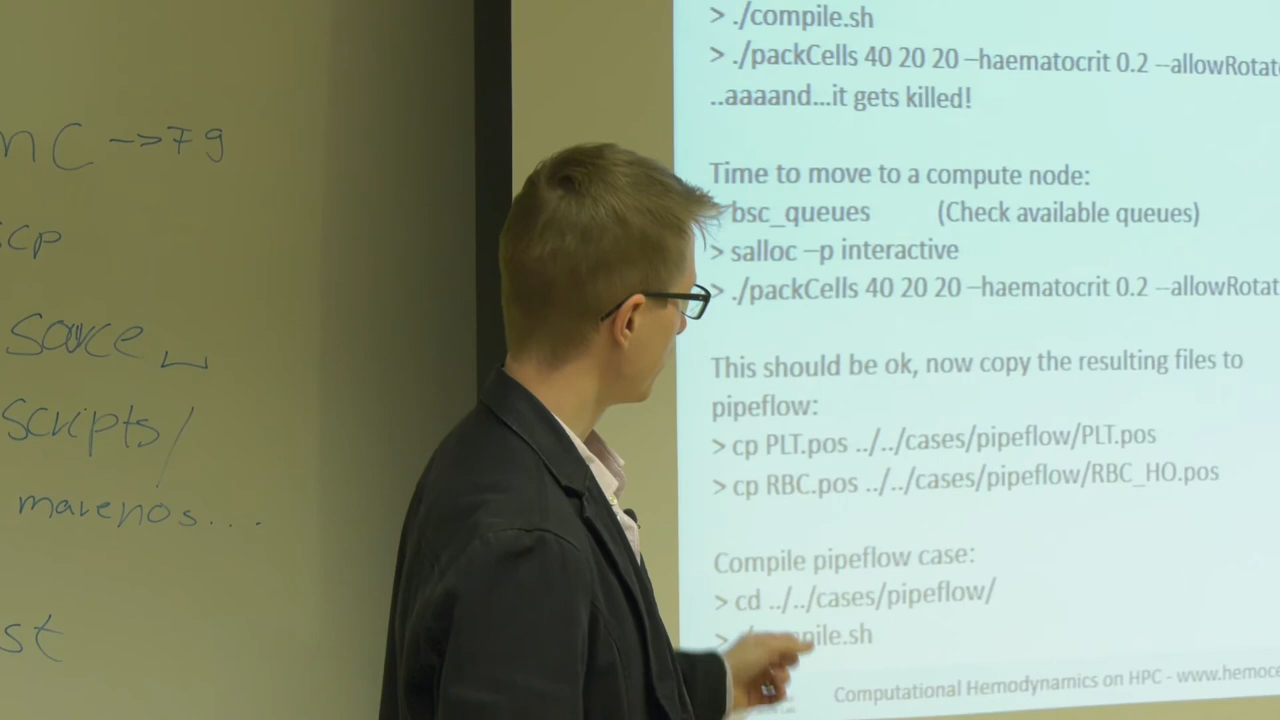 nC -> 79
scp
source
scripts/
marenos...
st
> ./compile.sh
> ./packCells 40 20 20 –haematocrit 0.2 –allowRotat
..aaaand...it gets killed!
Time to move to a compute node:
bsc_queues (Check available queues)
> salloc –p interactive
> ./packCells 40 20 20 –haematocrit 0.2 –allowRotat
This should be ok, now copy the resulting files to
pipeflow:
> cp PLT.pos ../../cases/pipeflow/PLT.pos
> cp RBC.pos ../../cases/pipeflow/RBC_HO.pos
Compile pipeflow case:
> cd ../../cases/pipeflow/
> ./compile.sh
Computational Hemodynamics on HPC - www.hemoce